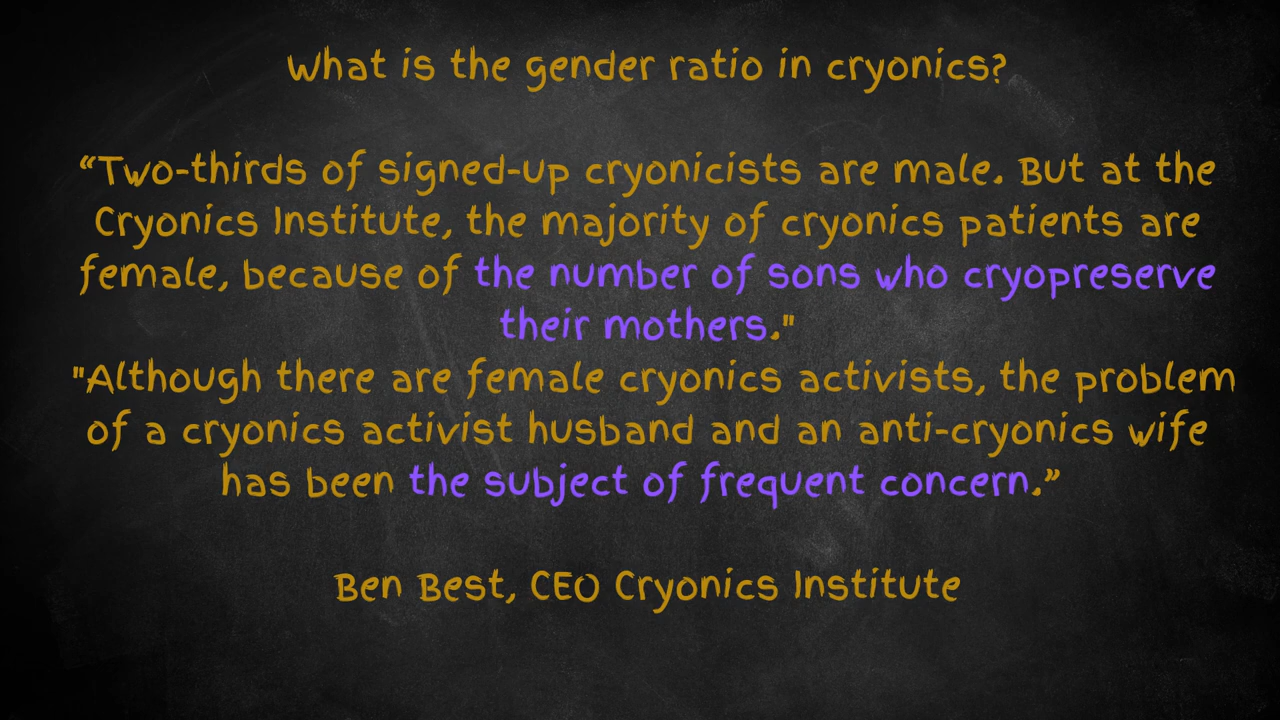 What is the gender ratio in cryonics?
“Two-thirds of signed-up cryonicists are male. But at the
Cryonics Institute, the majority of cryonics patients are
female, because of the number of sons who cryopreserve
their mothers."
"Although there are female cryonics activists, the problem
of a cryonics activist husband and an anti-cryonics wife
has been the subject of frequent concern.”
Ben Best, CEO Cryonics Institute